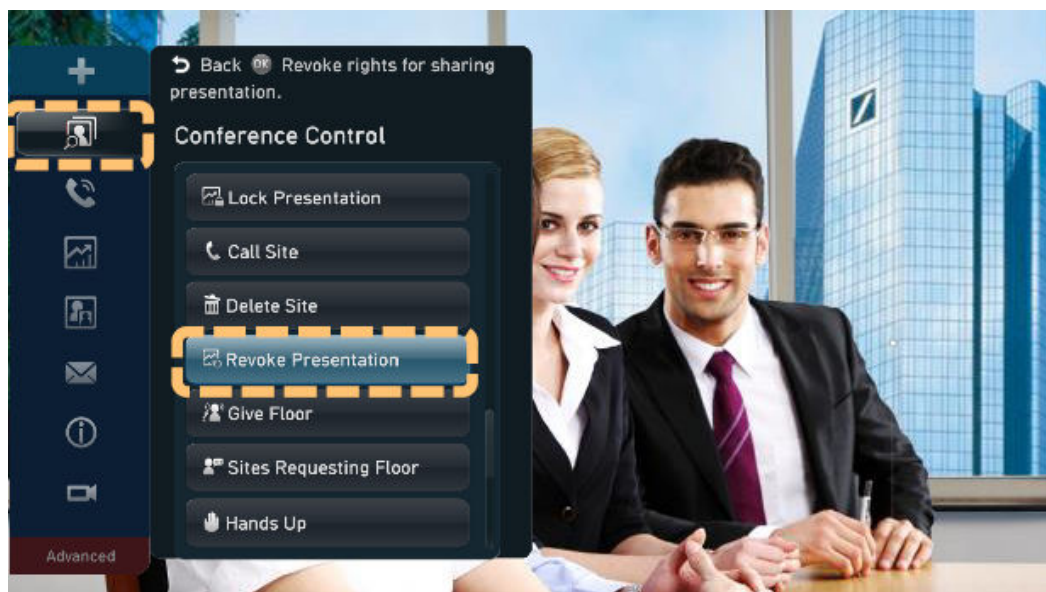 Back OK Revoke rights for sharing
presentation.
Conference Control
Lock Presentation
Call Site
Delete Site
Revoke Presentation
Give Floor
Sites Requesting Floor
Hands Up
Advanced